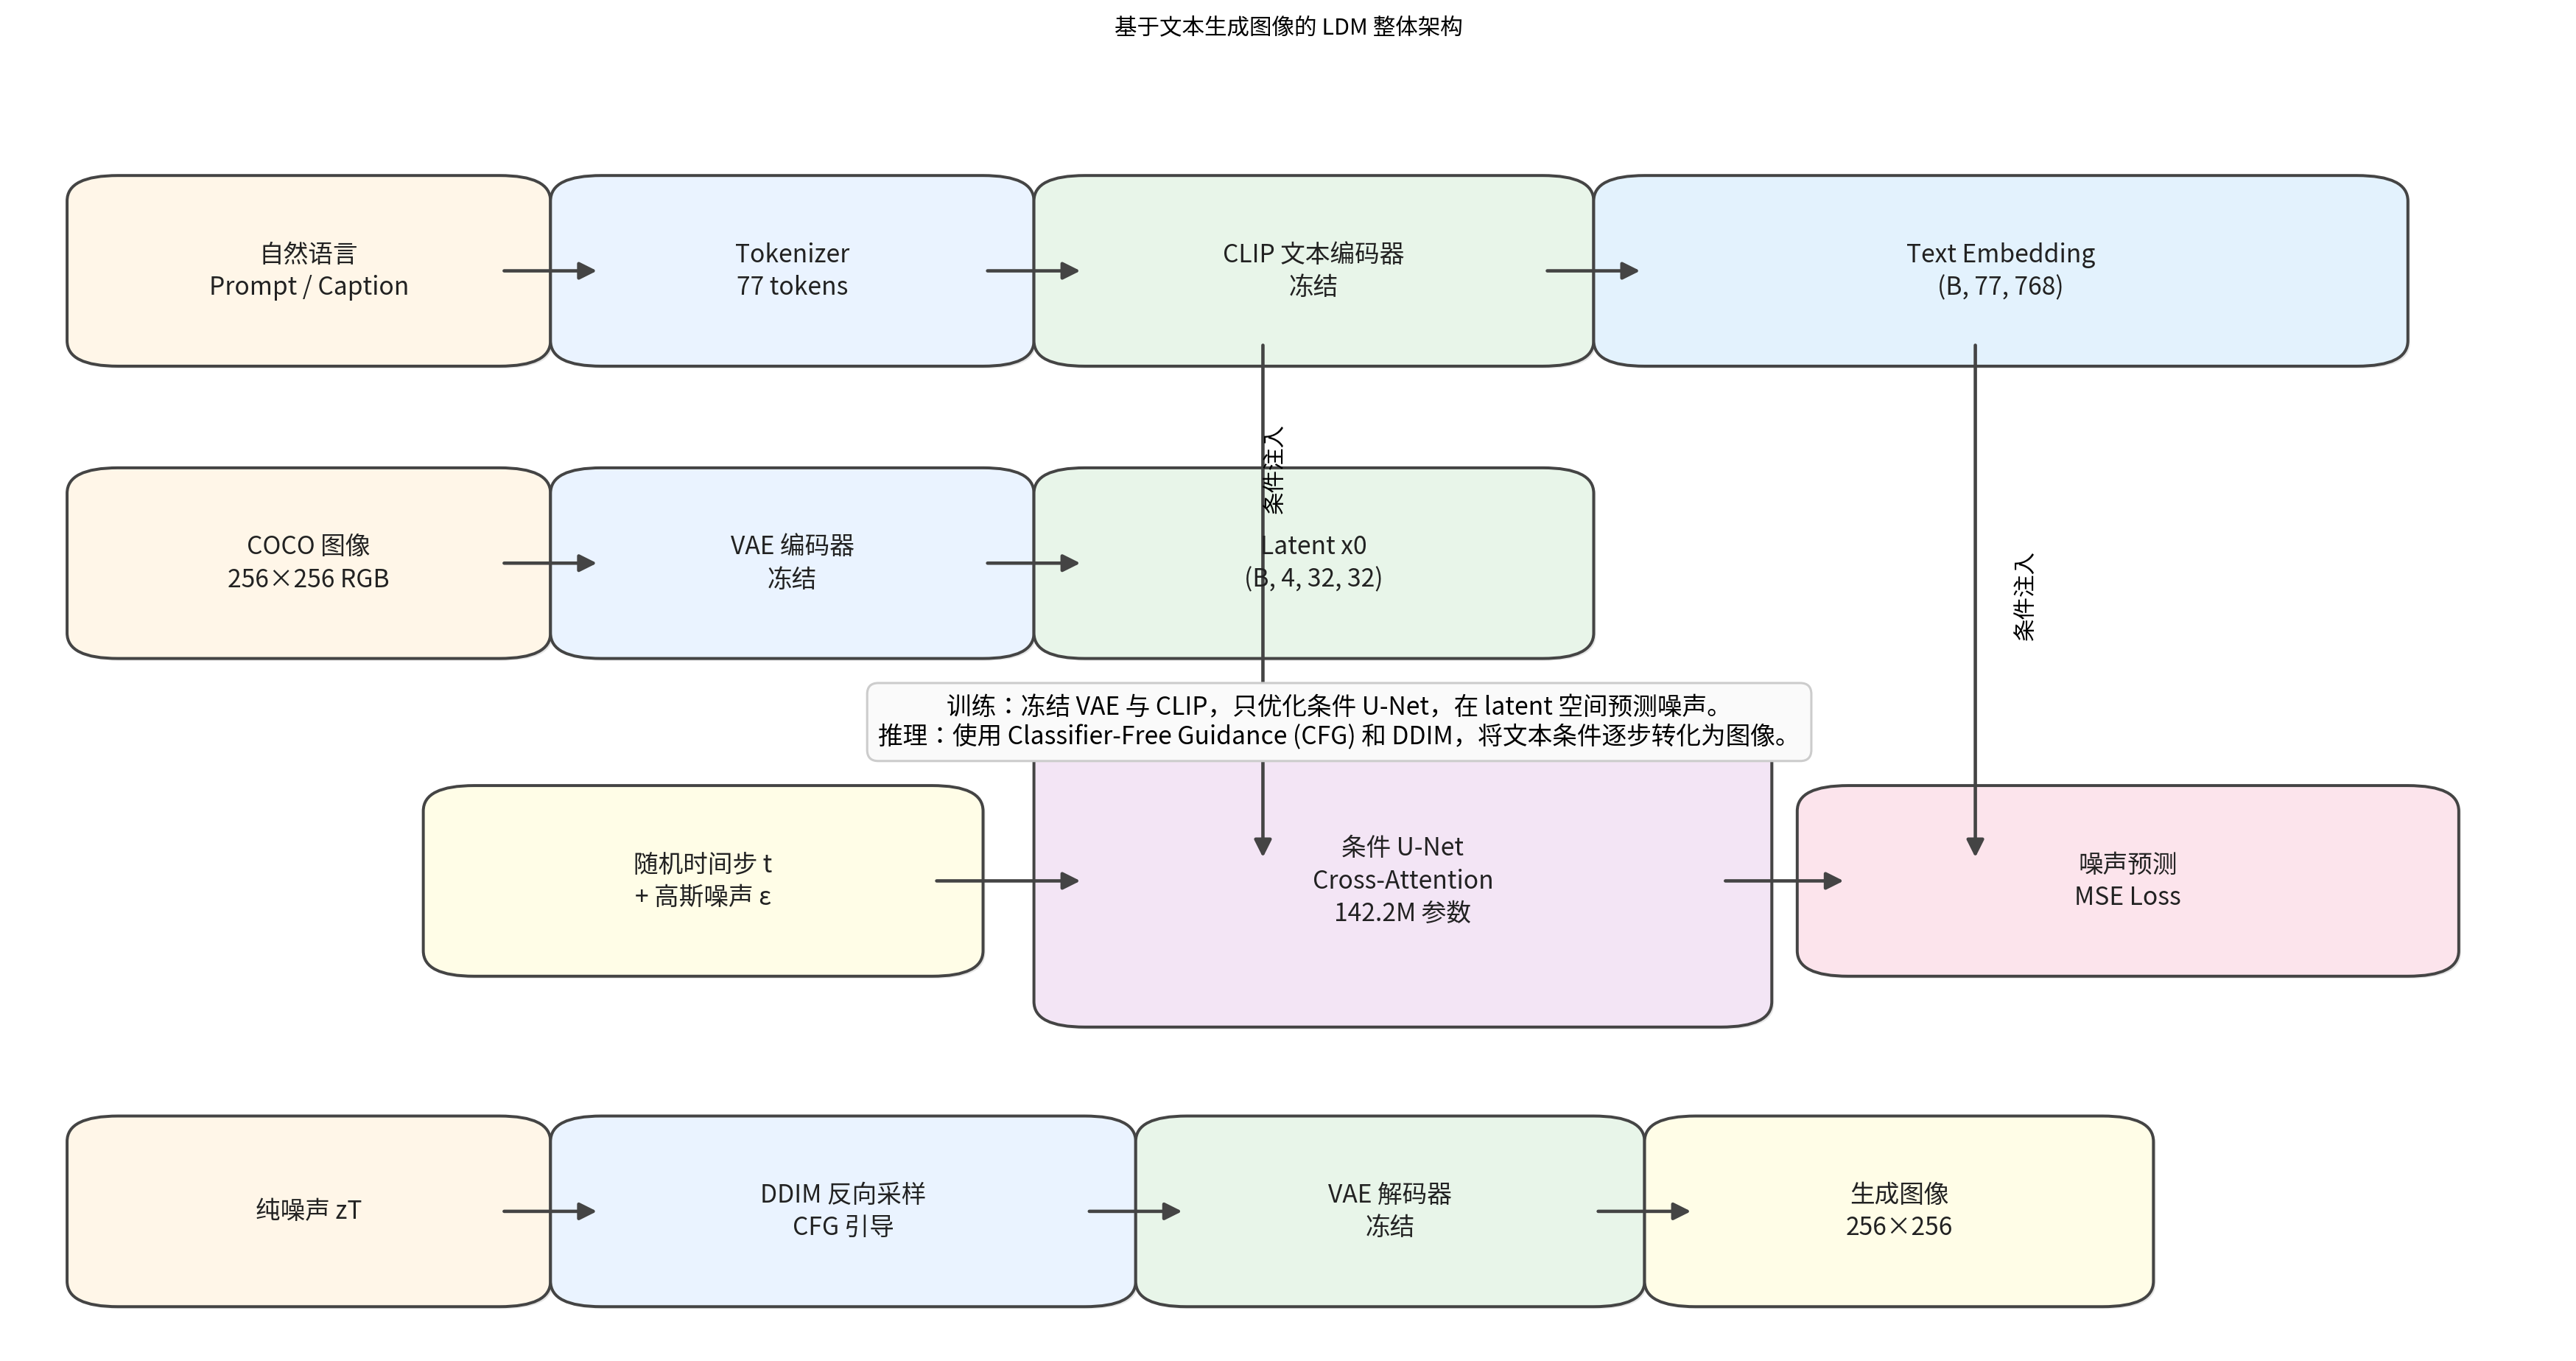 基于文本生成图像的 LDM 整体架构
自然语言
Prompt / Caption
Tokenizer
77 tokens
CLIP 文本编码器
冻结
Text Embedding
(B, 77, 768)
条件注入
COCO 图像
256×256 RGB
VAE 编码器
冻结
Latent x0
(B, 4, 32, 32)
条件注入
训练：冻结 VAE 与 CLIP，只优化条件 U-Net，在 latent 空间预测噪声。
推理：使用 Classifier-Free Guidance (CFG) 和 DDIM，将文本条件逐步转化为图像。
随机时间步 t
+ 高斯噪声 ε
条件 U-Net
Cross-Attention
142.2M 参数
噪声预测
MSE Loss
纯噪声 zT
DDIM 反向采样
CFG 引导
VAE 解码器
冻结
生成图像
256×256